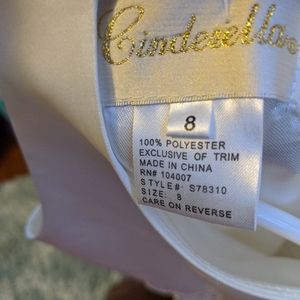 Cinderella
8
100% POLYESTER
EXCLUSIVE OF TRIM
MADE IN CHINA
RN# 104007
STYLE#: S78310
SIZE: 8
CARE ON REVERSE